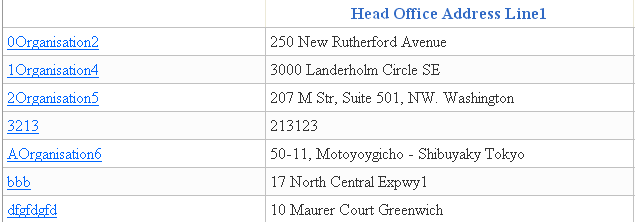 Head Office Address Line1
0Organisation2 250 New Rutherford Avenue
1Organisation4 3000 Landerholm Circle SE
2Organisation5 207 M Str, Suite 501, NW. Washington
3213 213123
AOrganisation6 50-11, Motoyoygicho - Shibuyaky Tokyo
bbb 17 North Central Expwy1
dfgfdgfd 10 Maurer Court Greenwich